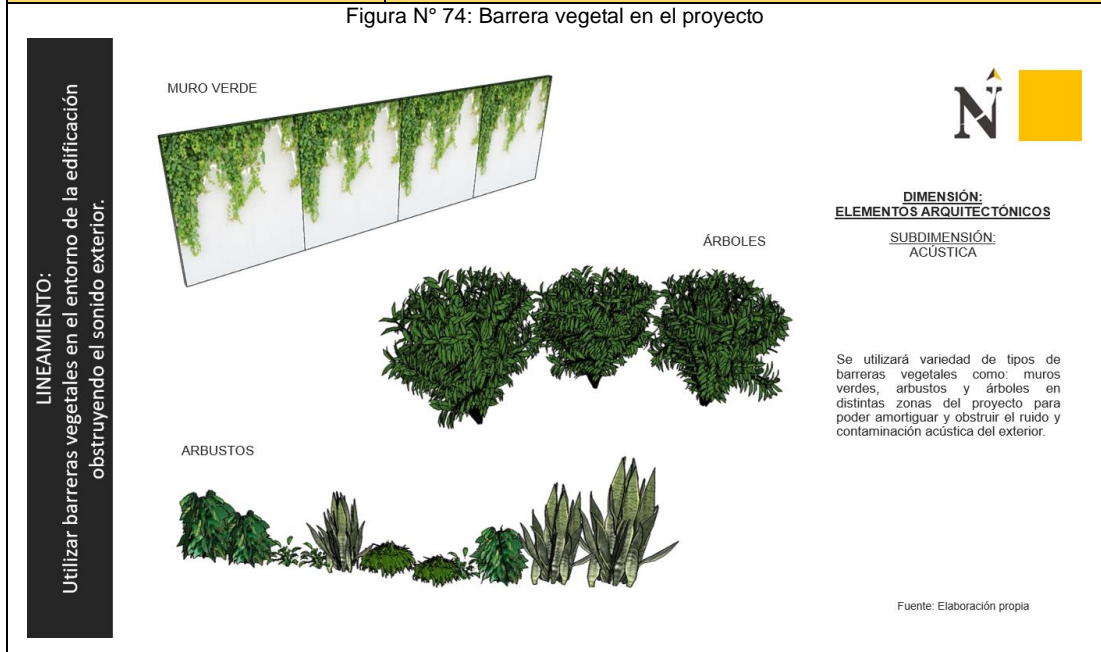 Figura N° 74: Barrera vegetal en el proyecto
LINEAMIENTO:
Utilizar barreras vegetales en el entorno de la edificación
obstruyendo el sonido exterior.
MURO VERDE
ÁRBOLES
ARBUSTOS
N
DIMENSIÓN:
ELEMENTOS ARQUITECTÓNICOS
SUBDIMENSIÓN:
ACÚSTICA
Se utilizará variedad de tipos de
barreras vegetales como: muros
verdes, arbustos y árboles en
distintas zonas del proyecto para
poder amortiguar y obstruir el ruido y
contaminación acústica del exterior.
Fuente: Elaboración propia